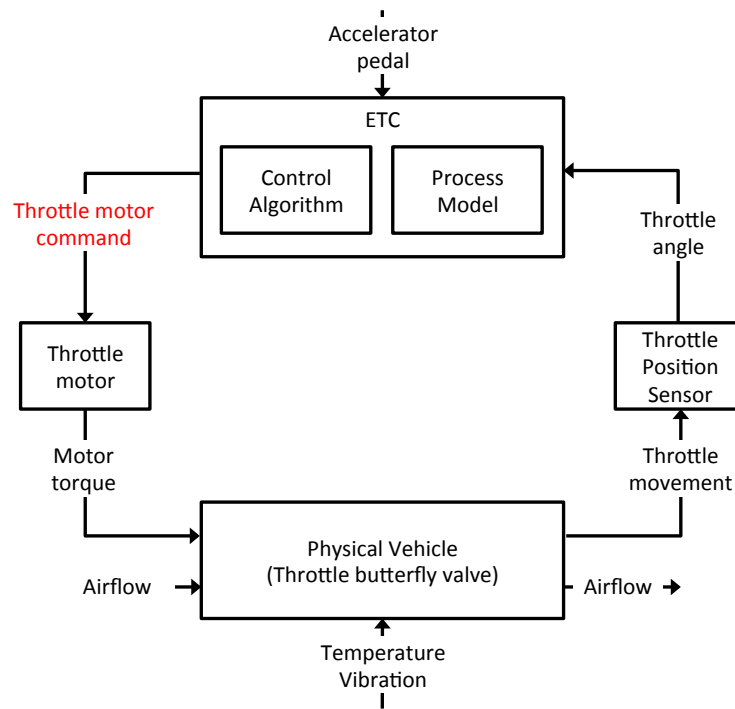 Accelerator
pedal
ETC
Control
Algorithm
Process
Model
Throttle motor
command
Throttle
angle
Throttle
motor
Throttle
Position
Sensor
Motor
torque
Throttle
movement
Physical Vehicle
(Throttle butterfly valve)
Airflow
Airflow
Temperature
Vibration